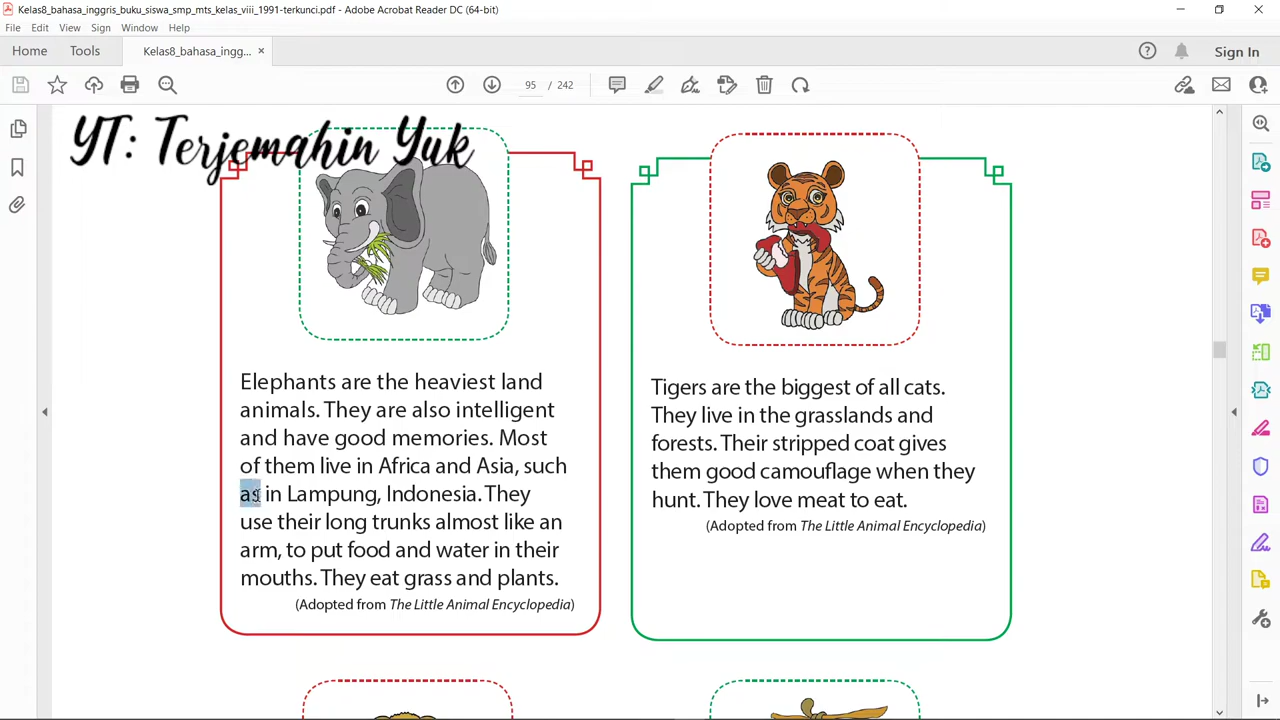 Kelas8_bahasa_inggris_buku_siswa_smp_mts_kelas_viii_1991-terkunci.pdf - Adobe Acrobat Reader DC (64-bit)
File Edit View Sign Window Help
Home Tools Kelas8_bahasa_ingg... × Sign In
95 / 242
YT: Terjemahin Yuk
Elephants are the heaviest land
animals. They are also intelligent
and have good memories. Most
of them live in Africa and Asia, such
as in Lampung, Indonesia. They
use their long trunks almost like an
arm, to put food and water in their
mouths. They eat grass and plants.
(Adopted from The Little Animal Encyclopedia)
Tigers are the biggest of all cats.
They live in the grasslands and
forests. Their stripped coat gives
them good camouflage when they
hunt. They love meat to eat.
(Adopted from The Little Animal Encyclopedia)